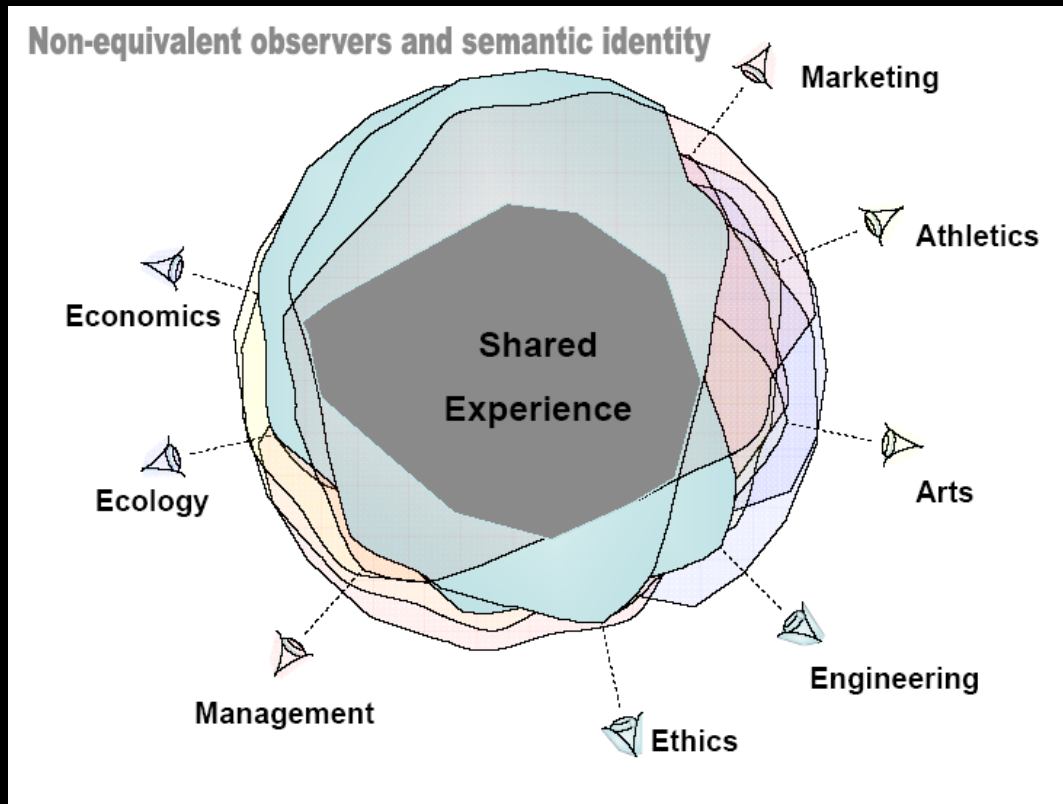 Non-equivalent observers and semantic identity
Marketing
Athletics
Economics
Shared
Experience
Ecology
Arts
Engineering
Management
Ethics